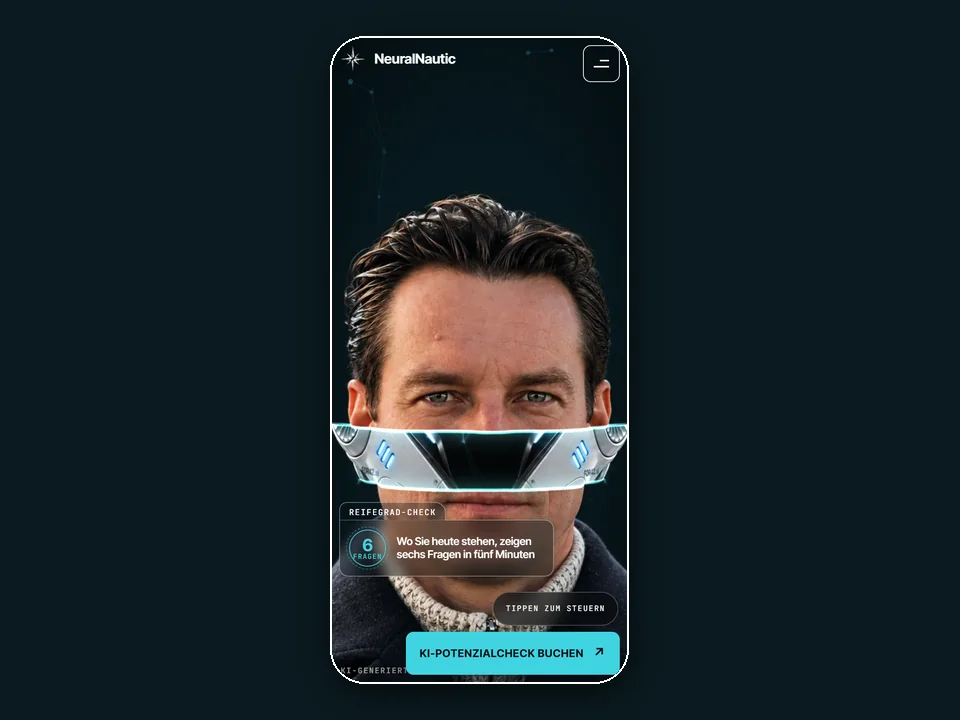 NeuralNautic
REIFEGRAD-CHECK
6
FRAGEN
Wo Sie heute stehen, zeigen
sechs Fragen in fünf Minuten
TIPPEN ZUM STEUERN
KI-POTENZIALCHECK BUCHEN
KI-GENERIERT